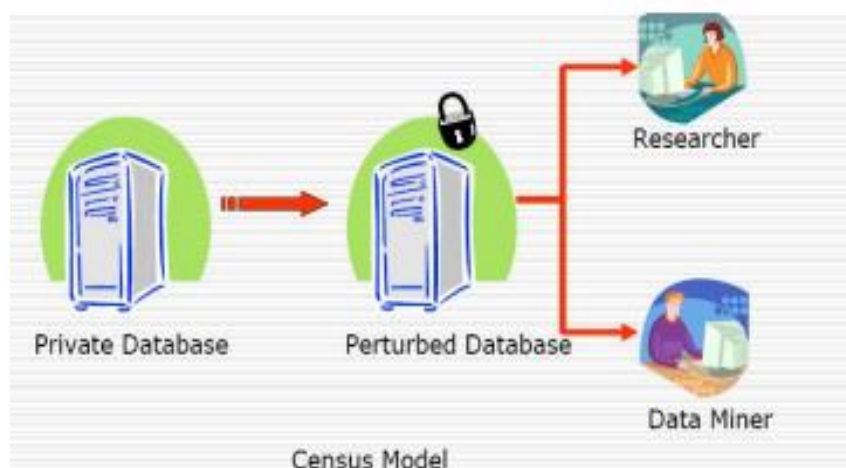 Researcher
Private Database
Perturbed Database
Data Miner
Census Model